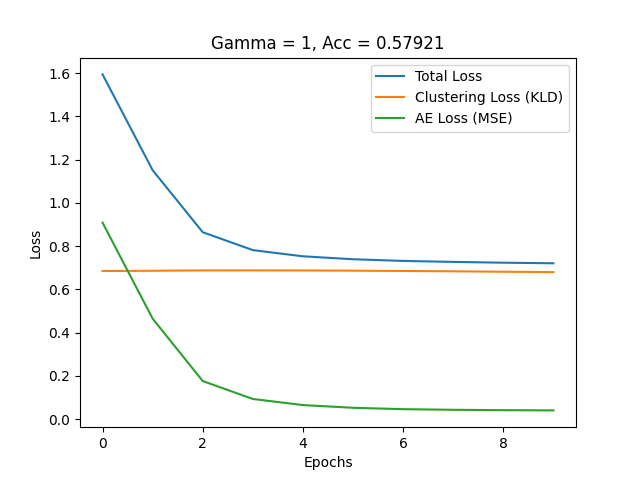 Gamma = 1, Acc = 0.57921
Total Loss
Clustering Loss (KLD)
AE Loss (MSE)
1.6
1.4
1.2
1.0
0.8
0.6
0.4
0.2
0.0
Loss
0 2 4 6 8
Epochs